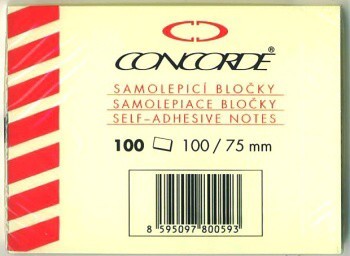 CONCORDE®
SAMOLEPICÍ BLOČKY
SAMOLEPIACE BLOČKY
SELF-ADHESIVE NOTES
100 100 / 75 mm
8 595097 800593